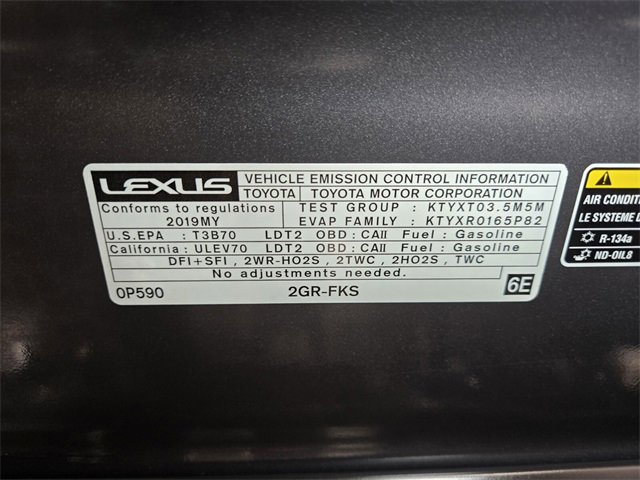 LEXUS VEHICLE EMISSION CONTROL INFORMATION
TOYOTA TOYOTA MOTOR CORPORATION
Conforms to regulations TEST GROUP : KTYXT03.5M5M
2019MY EVAP FAMILY : KTYXR0165P82
U.S.EPA : T3B70 LDT2 OBD : CAII Fuel : Gasoline
California : ULEV70 LDT2 OBD : CAII Fuel : Gasoline
DFI+SFI , 2WR-HO2S , 2TWC , 2HO2S , TWC
No adjustments needed.
0P590 2GR-FKS 6E
AIR CONDITI
LE SYSTEME D
R-134a
ND-OIL8